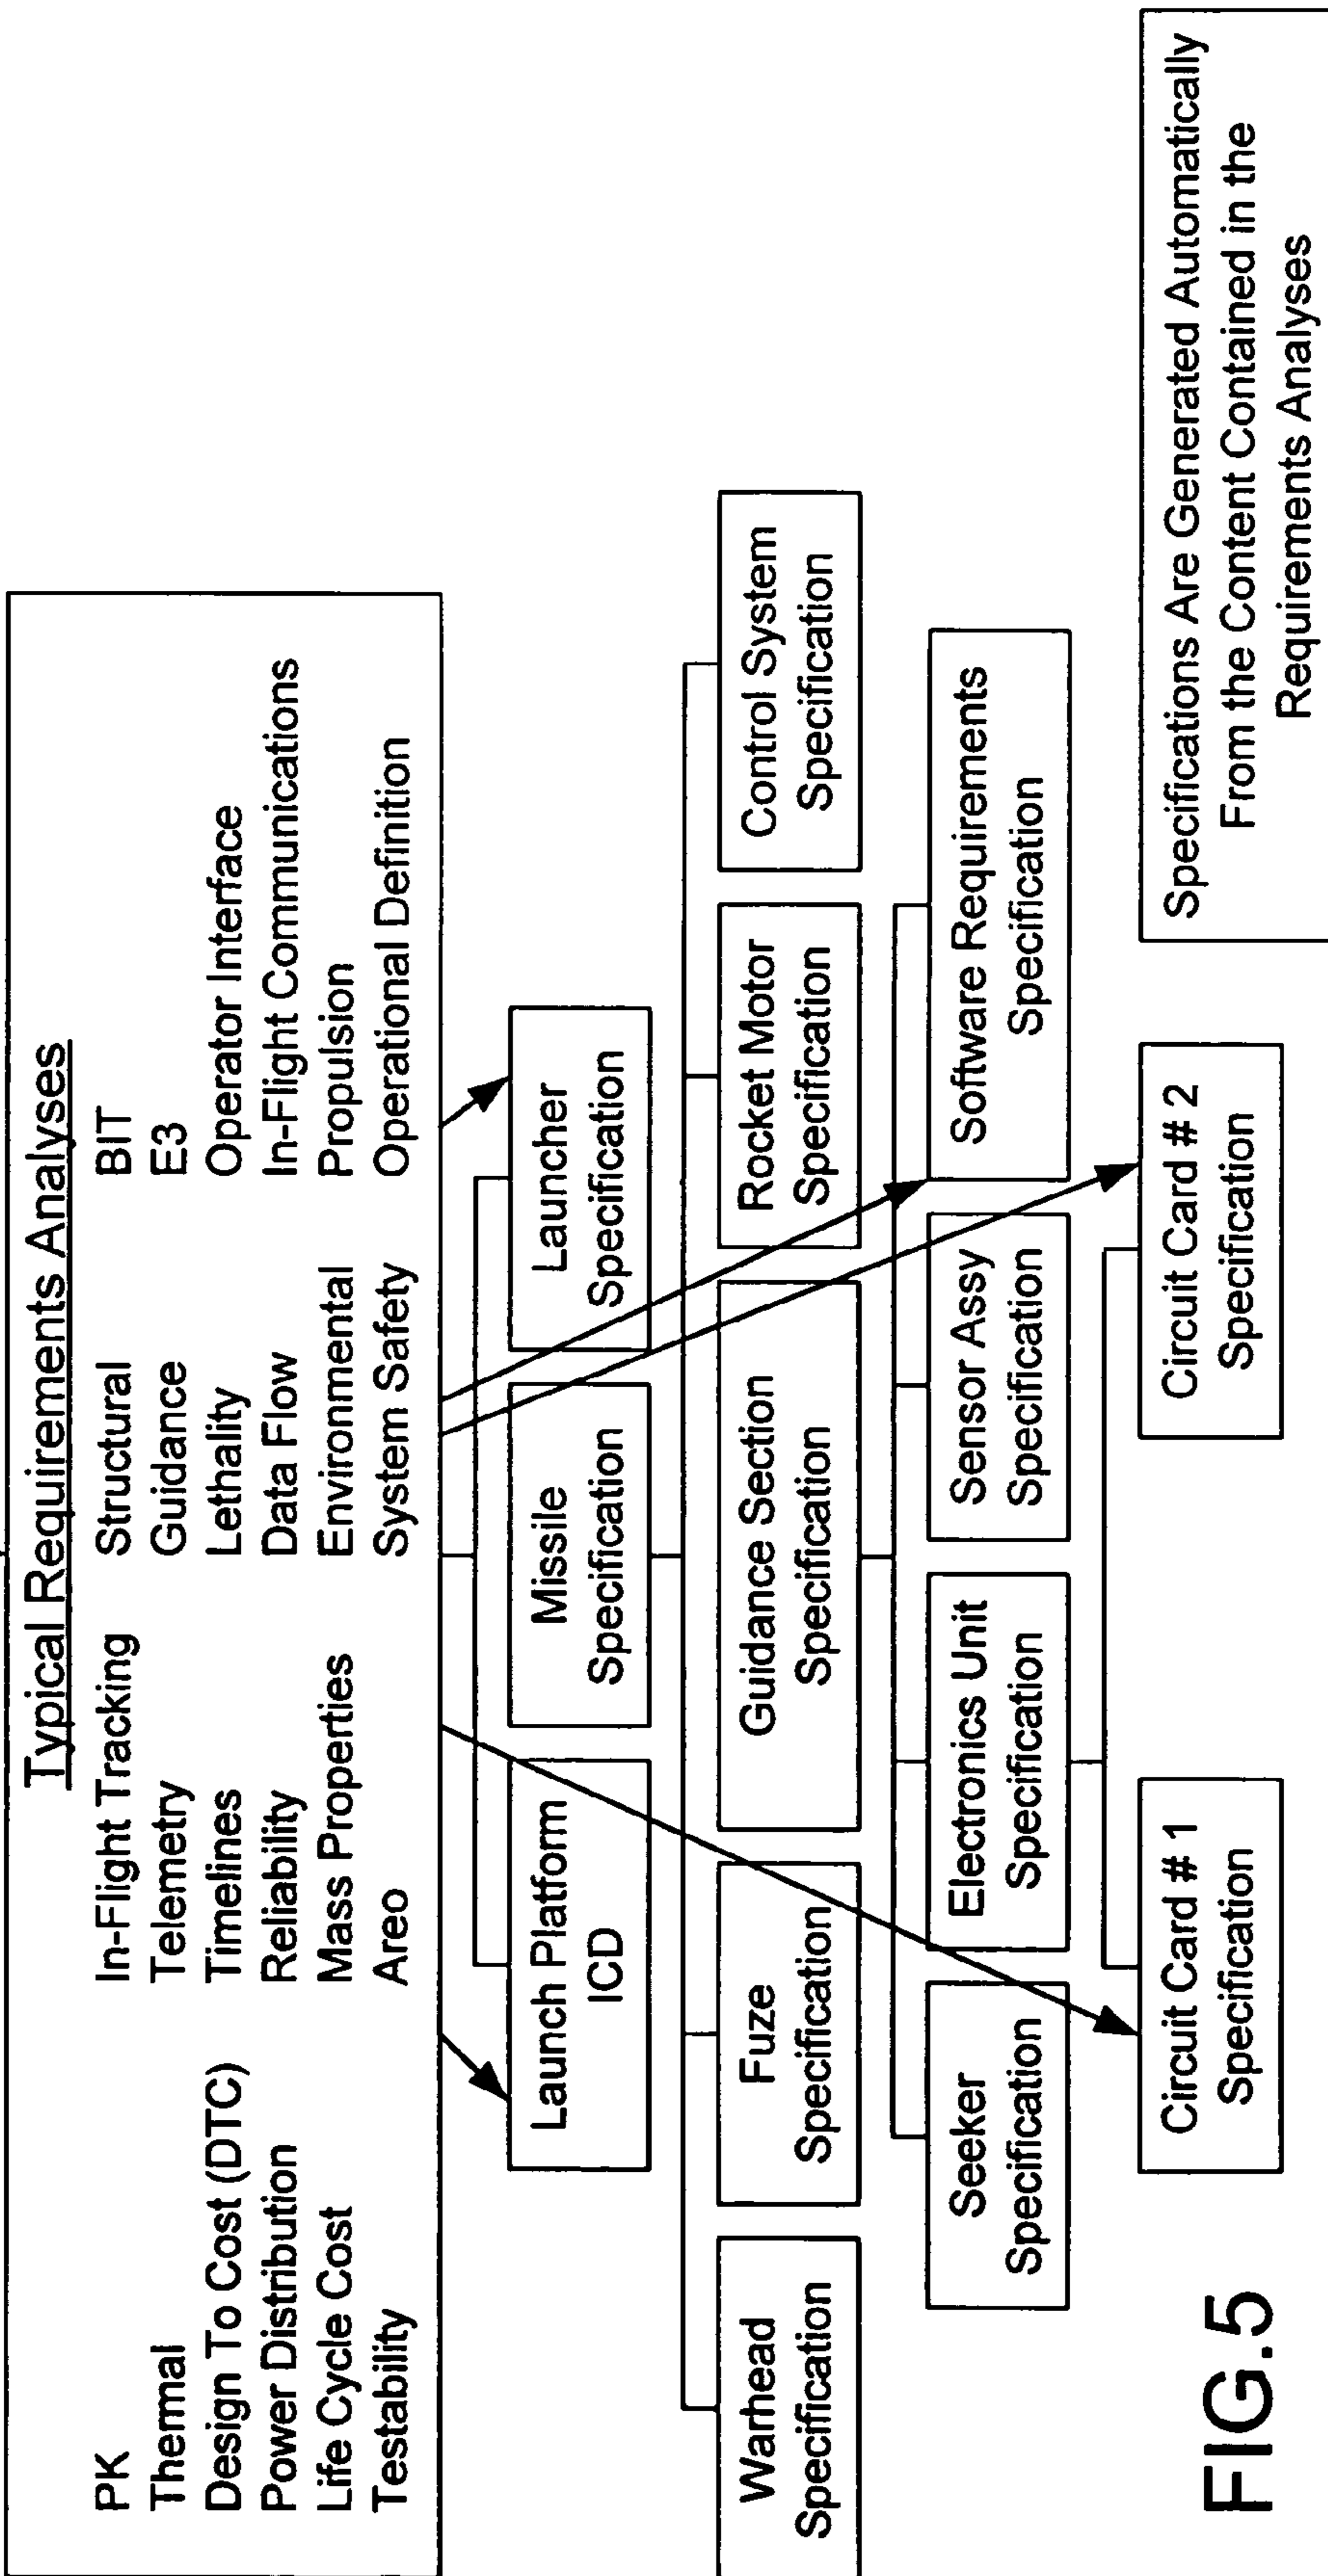 Typical Requirements Analyses
PK
Thermal
Design To Cost (DTC)
Power Distribution
Life Cycle Cost
Testability
In-Flight Tracking
Telemetry
Timelines
Reliability
Mass Properties
Areo
Structural
Guidance
Lethality
Data Flow
Environmental
System Safety
BIT
E3
Operator Interface
In-Flight Communications
Propulsion
Operational Definition
Launch Platform
ICD
Missile
Specification
Launcher
Specification
Warhead
Specification
Fuze
Specification
Guidance Section
Specification
Rocket Motor
Specification
Control System
Specification
Seeker
Specification
Electronics Unit
Specification
Sensor Assy
Specification
Software Requirements
Specification
Circuit Card # 1
Specification
Circuit Card # 2
Specification
Specifications Are Generated Automatically
From the Content Contained in the
Requirements Analyses
FIG.5